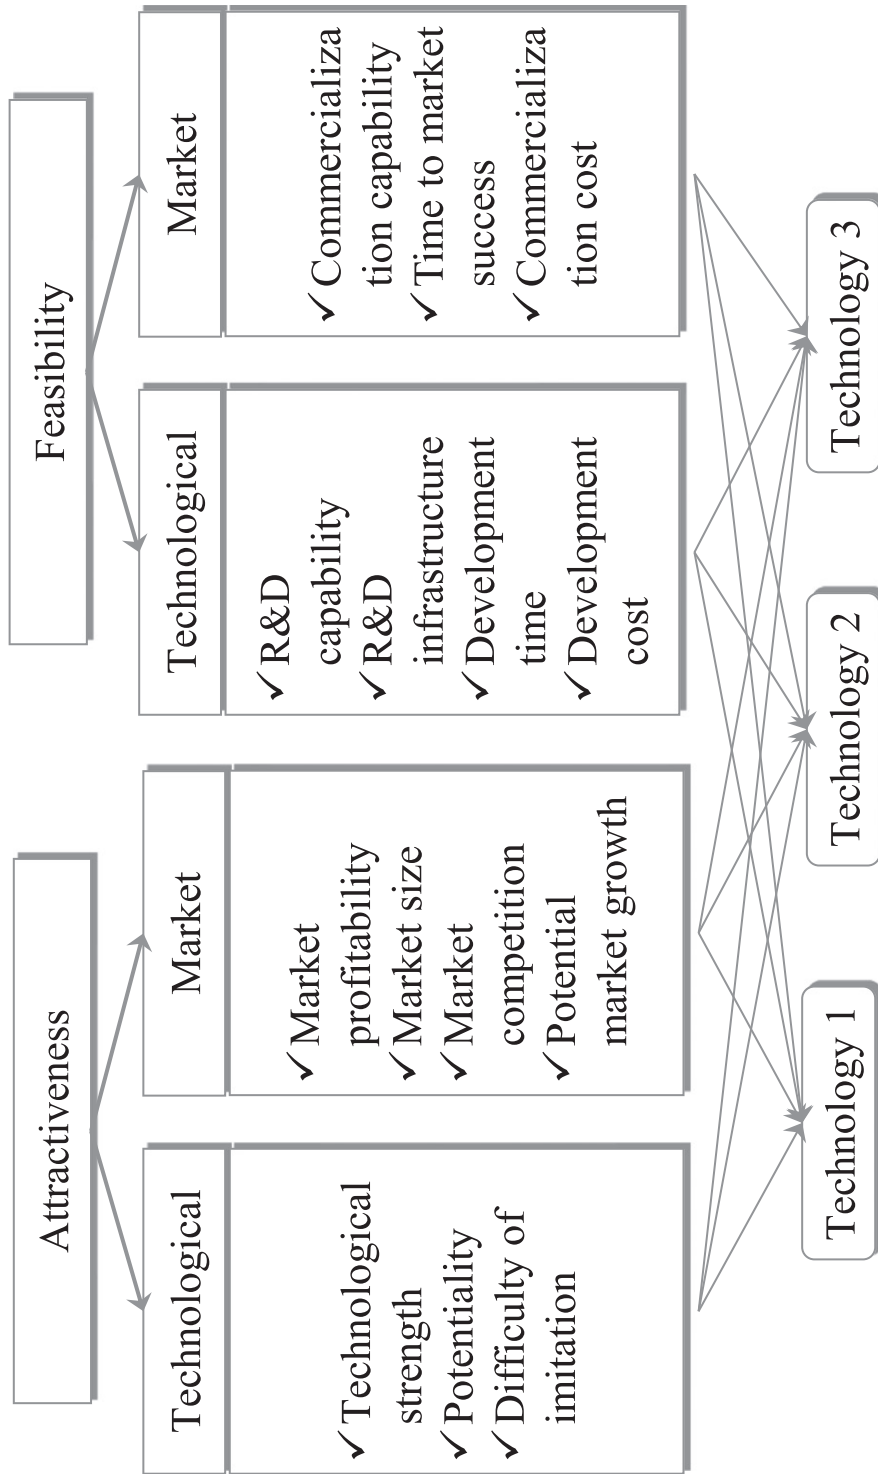 Attractiveness
Feasibility
Technological
Market
Technological
Market
✓Technological
strength
✓Potentiality
✓Difficulty of
imitation
✓Market
profitability
✓Market size
✓Market
competition
✓Potential
market growth
✓R&D
capability
✓R&D
infrastructure
✓Development
time
✓Development
cost
✓Commercializa
tion capability
✓Time to market
success
✓Commercializa
tion cost
Technology 1
Technology 2
Technology 3